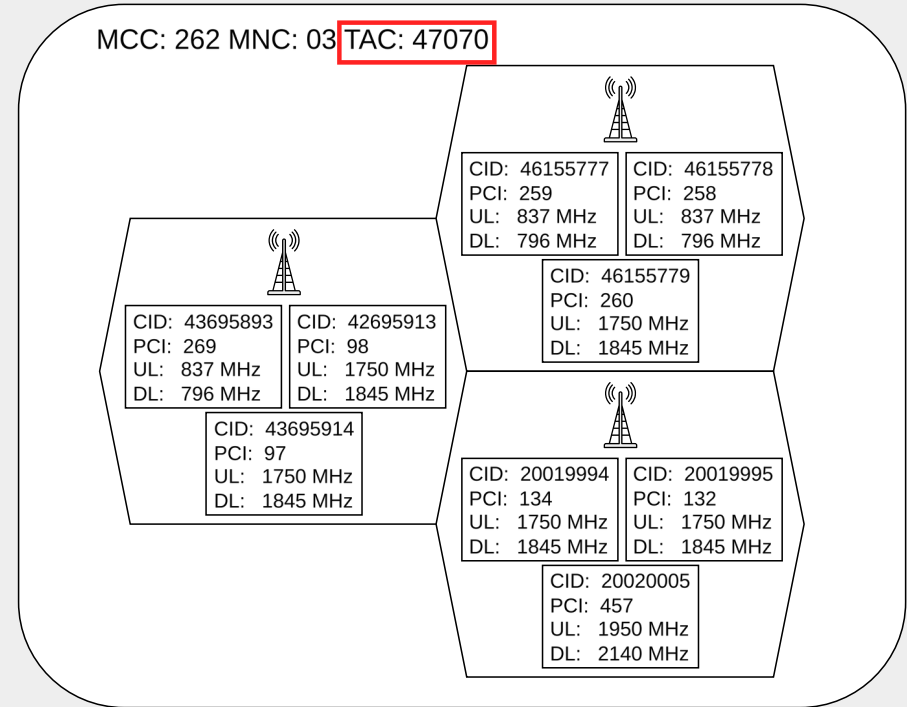 MCC: 262 MNC: 03 TAC: 47070
CID: 46155777
PCI: 259
UL: 837 MHz
DL: 796 MHz
CID: 46155778
PCI: 258
UL: 837 MHz
DL: 796 MHz
CID: 46155779
PCI: 260
UL: 1750 MHz
DL: 1845 MHz
CID: 43695893
PCI: 269
UL: 837 MHz
DL: 796 MHz
CID: 42695913
PCI: 98
UL: 1750 MHz
DL: 1845 MHz
CID: 43695914
PCI: 97
UL: 1750 MHz
DL: 1845 MHz
CID: 20019994
PCI: 134
UL: 1750 MHz
DL: 1845 MHz
CID: 20019995
PCI: 132
UL: 1750 MHz
DL: 1845 MHz
CID: 20020005
PCI: 457
UL: 1950 MHz
DL: 2140 MHz